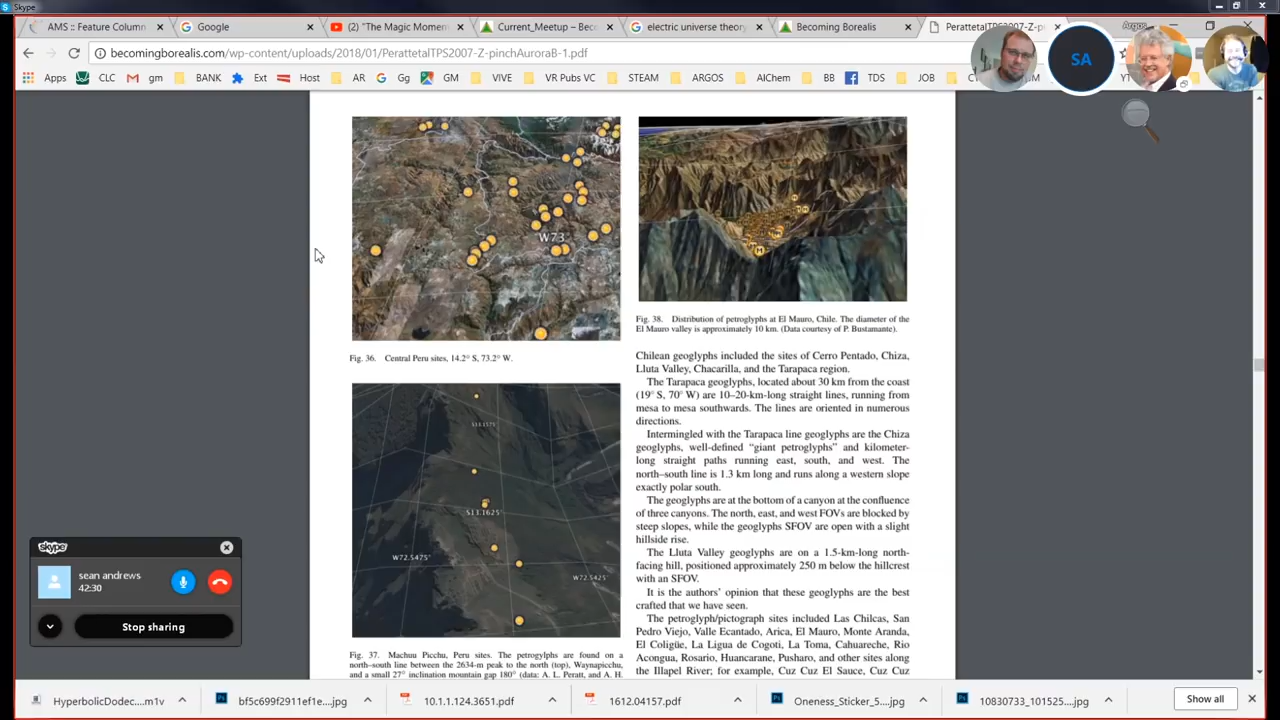 Skype
AMS :: Feature Column
Google
(2) "The Magic Momen
Current_Meetup – Bec
electric universe theory
Becoming Borealis
PerattetalTPS2007-Z-pi
Argos
becomingborealis.com/wp-content/uploads/2018/01/PerattetalTPS2007-Z-pinchAuroraB-1.pdf
SA
Apps CLC gm BANK Ext Host AR Gg GM VIVE VR Pubs VC STEAM ARGOS AIChem BB TDS JOB
W73
Fig. 36. Central Peru sites, 14.2° S, 73.2° W.
W72.5475°
S13.1625°
W72.5425°
Fig. 37. Machuu Picchu, Peru sites. The petrogylphs are found on a
north–south line between the 2634-m peak to the north (top), Waynapicchu,
and a small 27° inclination mountain gap 180° (data: A. L. Peratt, and A. H.
Fig. 38. Distribution of petroglyphs at El Mauro, Chile. The diameter of the
El Mauro valley is approximately 10 km. (Data courtesy of P. Bustamante).
Chilean geoglyphs included the sites of Cerro Pentado, Chiza,
Lluta Valley, Chacarilla, and the Tarapaca region.
The Tarapaca geoglyphs, located about 30 km from the coast
(19° S, 70° W) are 10–20-km-long straight lines, running from
mesa to mesa southwards. The lines are oriented in numerous
directions.
Intermingled with the Tarapaca line geoglyphs are the Chiza
geoglyphs, well-defined “giant petroglyphs” and kilometer-
long straight paths running east, south, and west. The
north–south line is 1.3 km long and runs along a western slope
exactly polar south.
The geoglyphs are at the bottom of a canyon at the confluence
of three canyons. The north, east, and west FOVs are blocked by
steep slopes, while the geoglyphs SFOV are open with a slight
hillside rise.
The Lluta Valley geoglyphs are on a 1.5-km-long north-
facing hill, positioned approximately 250 m below the hillcrest
with an SFOV.
It is the authors’ opinion that these geoglyphs are the best
crafted that we have seen.
The petroglyph/pictograph sites included Las Chilcas, San
Pedro Viejo, Valle Ecantado, Arica, El Mauro, Monte Aranda,
El Coligüe, La Ligua de Cogoti, La Toma, Cahuareche, Rio
Acongua, Rosario, Huancarane, Pusharo, and other sites along
the Illapel River; for example, Cuz Cuz El Sauce, Cuz Cuz
skype
sean andrews
42:30
Stop sharing
HyperbolicDodec....m1v
bf5c699f2911ef1e....jpg
10.1.1.124.3651.pdf
1612.04157.pdf
Oneness_Sticker_5....jpg
10830733_101525....jpg
Show all